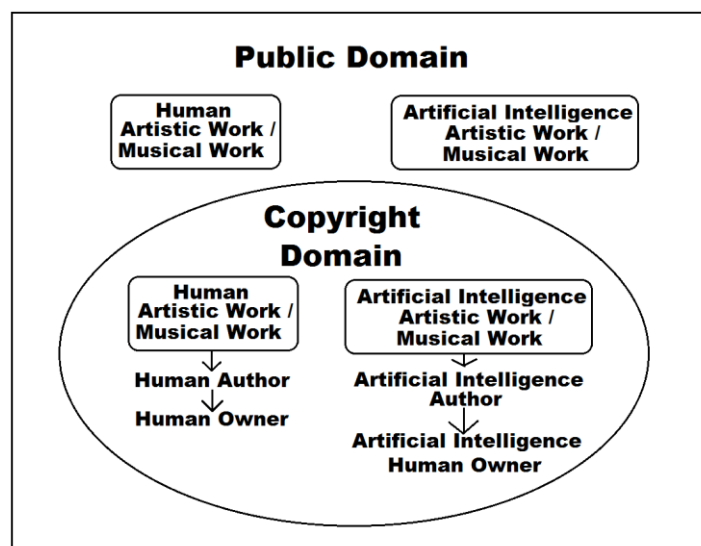 Public Domain
Human
Artistic Work /
Musical Work
Artificial Intelligence
Artistic Work /
Musical Work
Copyright
Domain
Human
Artistic Work /
Musical Work
Human Author
Human Owner
Artificial Intelligence
Artistic Work /
Musical Work
Artificial Intelligence
Author
Artificial Intelligence
Human Owner